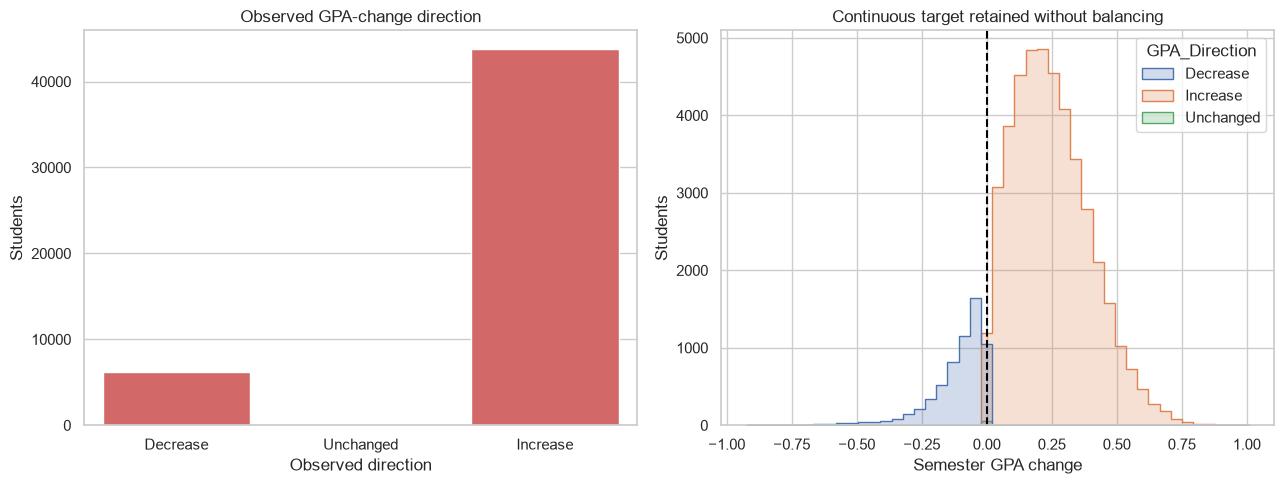 Observed GPA-change direction
Students
40000
30000
20000
10000
0
Decrease
Unchanged
Increase
Observed direction
Continuous target retained without balancing
Students
5000
4000
3000
2000
1000
0
GPA_Direction
Decrease
Increase
Unchanged
−1.00
−0.75
−0.50
−0.25
0.00
0.25
0.50
0.75
1.00
Semester GPA change